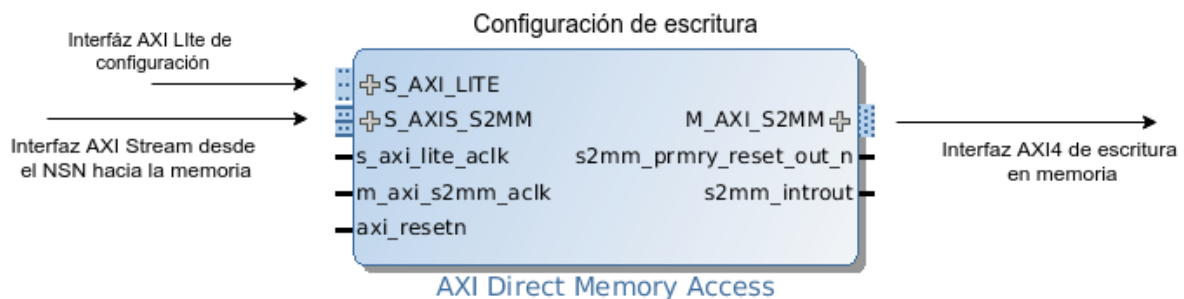 Configuración de escritura
Interfáz AXI LIte de
configuración
S_AXI_LITE
S_AXIS_S2MM
M_AXI_S2MM
Interfaz AXI Stream desde
el NSN hacia la memoria
s_axi_lite_aclk
s2mm_prmry_reset_out_n
Interfaz AXI4 de escritura
en memoria
m_axi_s2mm_aclk
s2mm_introut
axi_resetn
AXI Direct Memory Access